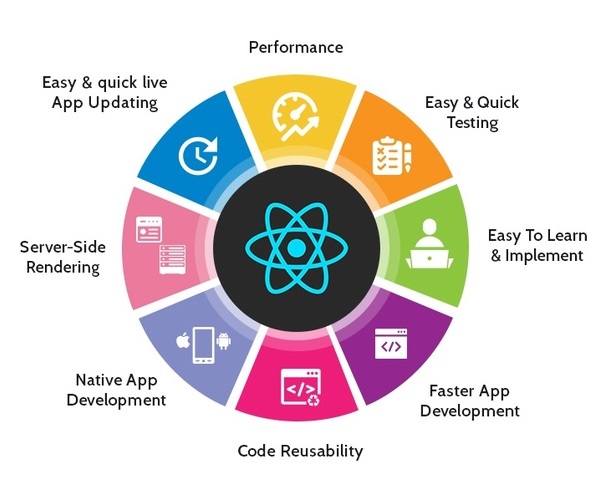 Performance
Easy & Quick
Testing
Easy To Learn
& Implement
Faster App
Development
Code Reusability
Native App
Development
Server-Side
Rendering
Easy & quick live
App Updating